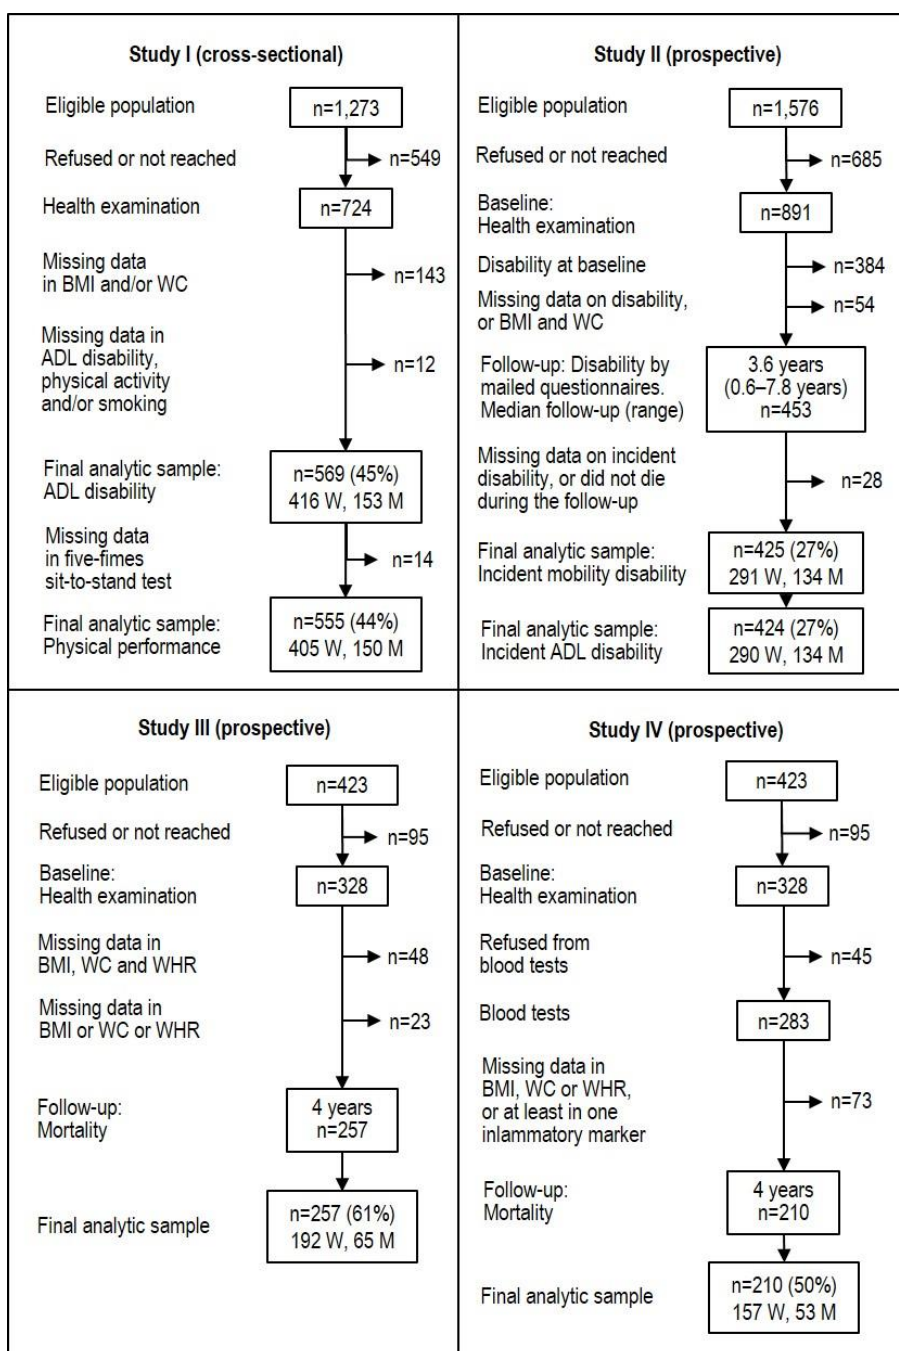 Study I (cross-sectional)
Eligible population
n=1,273
Refused or not reached
n=549
Health examination
n=724
Missing data
in BMI and/or WC
n=143
Missing data in
ADL disability,
physical activity
and/or smoking
n=12
Final analytic sample:
ADL disability
n=569 (45%)
416 W, 153 M
Missing data
in five-fimes
sit-to-stand test
n=14
Final analytic sample:
Physical performance
n=555 (44%)
405 W, 150 M
Study II (prospective)
Eligible population
n=1,576
Refused or not reached
n=685
Baseline:
Health examination
n=891
Disability at baseline
n=384
Missing data on disability,
or BMI and WC
n=54
Follow-up: Disability by
mailed questionnaires.
Median follow-up (range)
3.6 years
(0.6–7.8 years)
n=453
Missing data on incident
disability, or did not die
during the follow-up
n=28
Final analytic sample:
Incident mobility disability
n=425 (27%)
291 W, 134 M
Final analytic sample:
Incident ADL disability
n=424 (27%)
290 W, 134 M
Study III (prospective)
Eligible population
n=423
Refused or not reached
n=95
Baseline:
Health examination
n=328
Missing data in
BMI, WC and WHR
n=48
Missing data in
BMI or WC or WHR
n=23
Follow-up:
Mortality
4 years
n=257
Final analytic sample
n=257 (61%)
192 W, 65 M
Study IV (prospective)
Eligible population
n=423
Refused or not reached
n=95
Baseline:
Health examination
n=328
Refused from
blood tests
n=45
Blood tests
n=283
Missing data in
BMI, WC or WHR,
or at least in one
inlammatory marker
n=73
Follow-up:
Mortality
4 years
n=210
Final analytic sample
n=210 (50%)
157 W, 53 M